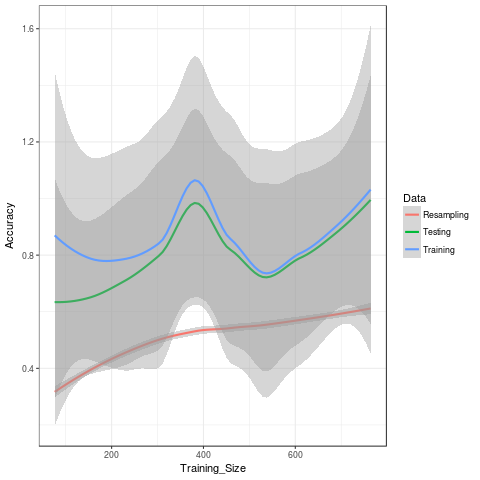 1.6
1.2
0.8
0.4
Accuracy
200
400
600
Training_Size
Data
Resampling
Testing
Training